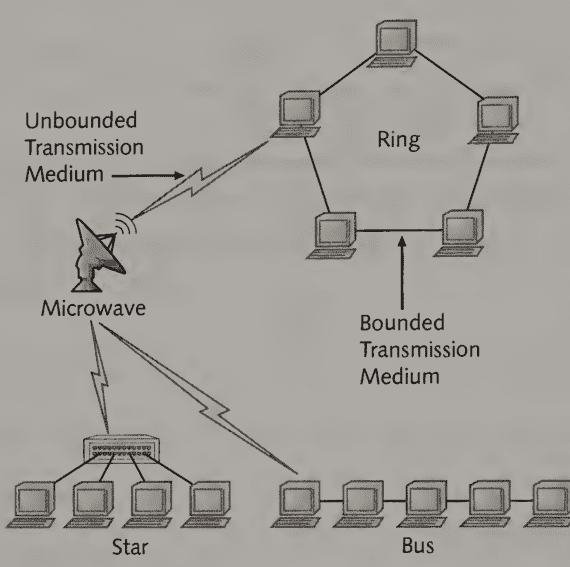 Unbounded
Transmission
Medium
Ring
Microwave
Bounded
Transmission
Medium
Star
Bus